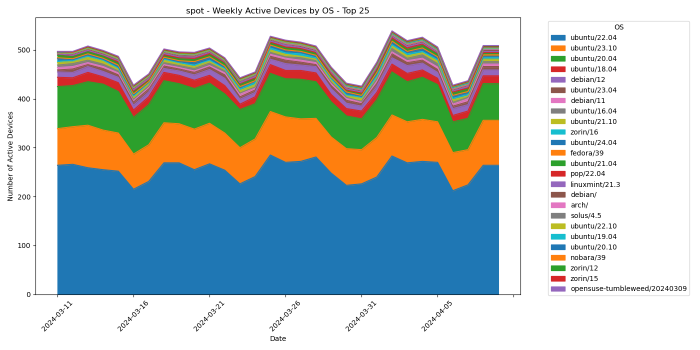 spot - Weekly Active Devices by OS - Top 25
Number of Active Devices
500
400
300
200
100
0
2024-03-11
2024-03-16
2024-03-21
2024-03-26
2024-03-31
2024-04-05
Date
OS
ubuntu/22.04
ubuntu/23.10
ubuntu/20.04
ubuntu/18.04
debian/12
ubuntu/23.04
debian/11
ubuntu/16.04
ubuntu/21.10
zorin/16
ubuntu/24.04
fedora/39
ubuntu/21.04
pop/22.04
linuxmint/21.3
debian/
arch/
solus/4.5
ubuntu/22.10
ubuntu/19.04
ubuntu/20.10
nobara/39
zorin/12
zorin/15
opensuse-tumbleweed/20240309